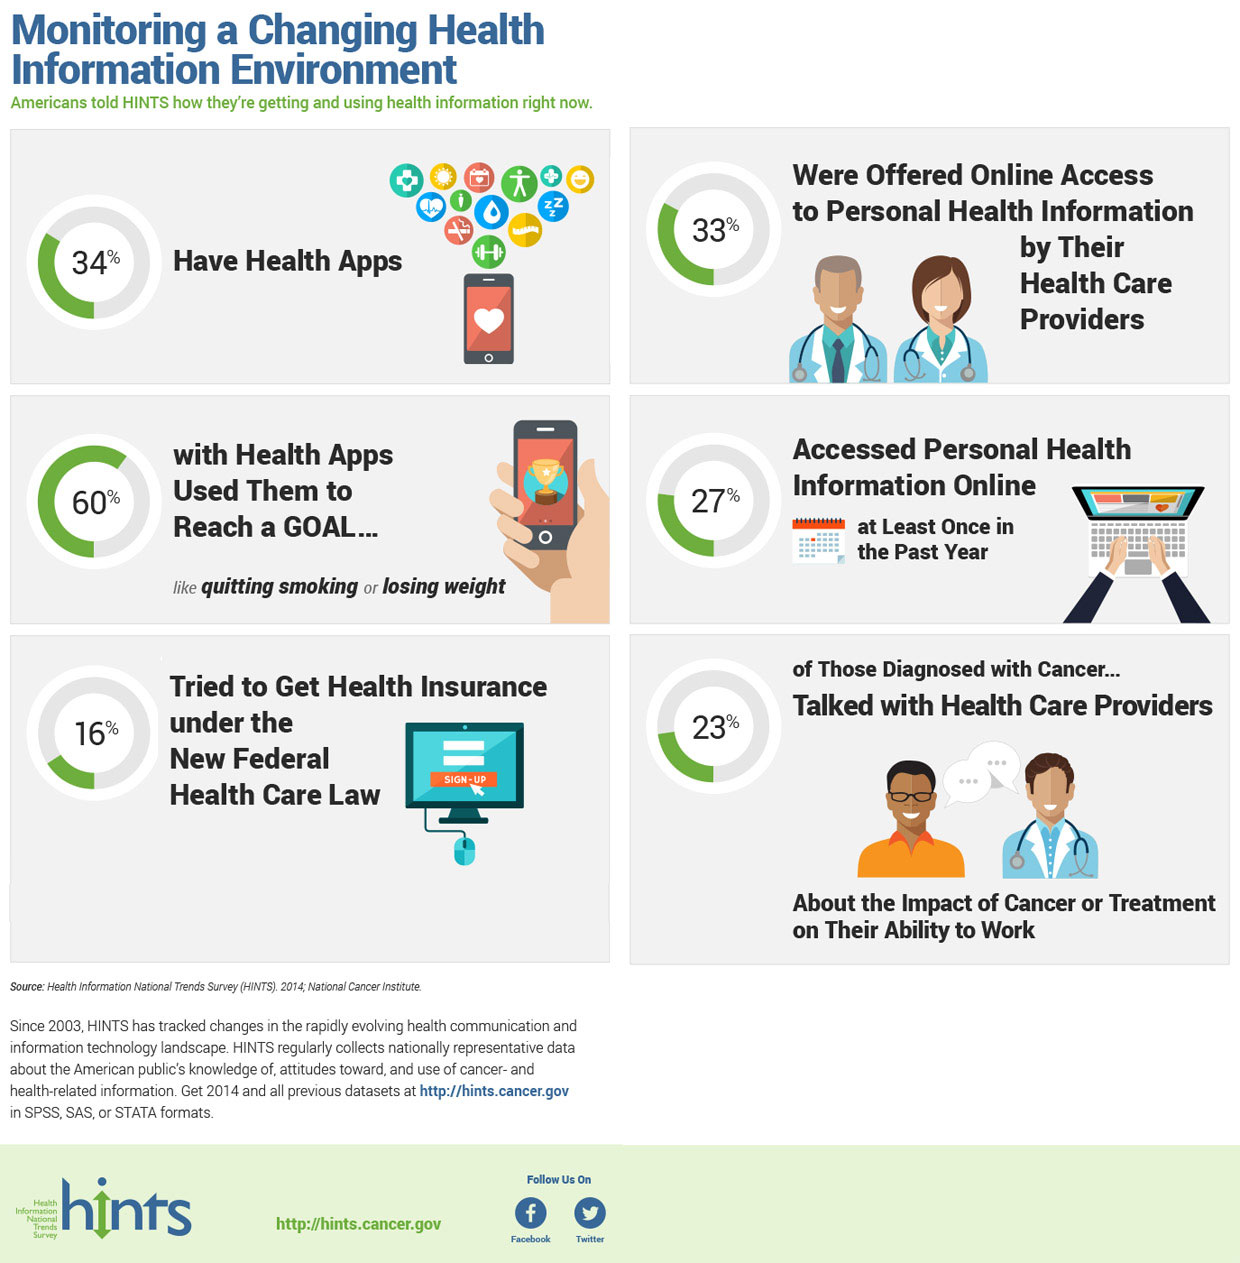 Monitoring a Changing Health
Information Environment
Americans told HINTS how they're getting and using health information right now.
34%
Have Health Apps
33%
Were Offered Online Access
to Personal Health Information
by Their
Health Care
Providers
60%
with Health Apps
Used Them to
Reach a GOAL...
like quitting smoking or losing weight
27%
Accessed Personal Health
Information Online
at Least Once in
the Past Year
16%
Tried to Get Health Insurance
under the
New Federal
Health Care Law
SIGN-UP
23%
of Those Diagnosed with Cancer...
Talked with Health Care Providers
About the Impact of Cancer or Treatment
on Their Ability to Work
Source: Health Information National Trends Survey (HINTS). 2014; National Cancer Institute.
Since 2003, HINTS has tracked changes in the rapidly evolving health communication and
information technology landscape. HINTS regularly collects nationally representative data
about the American public's knowledge of, attitudes toward, and use of cancer- and
health-related information. Get 2014 and all previous datasets at http://hints.cancer.gov
in SPSS, SAS, or STATA formats.
Health
Information
National
Trends
Survey
hints
http://hints.cancer.gov
Follow Us On
Facebook
Twitter
zzz